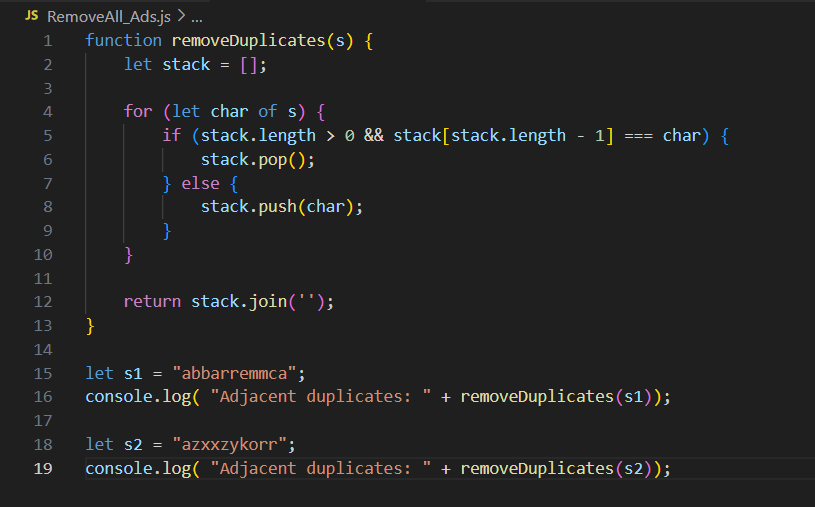 JS RemoveAll_Ads.js > ...
1 function removeDuplicates(s) {
2     let stack = [];
3
4     for (let char of s) {
5         if (stack.length > 0 && stack[stack.length - 1] === char) {
6             stack.pop();
7         } else {
8             stack.push(char);
9         }
10     }
11
12     return stack.join('');
13 }
14
15 let s1 = "abbarremmca";
16 console.log( "Adjacent duplicates: " + removeDuplicates(s1));
17
18 let s2 = "azxxzykorr";
19 console.log( "Adjacent duplicates: " + removeDuplicates(s2));